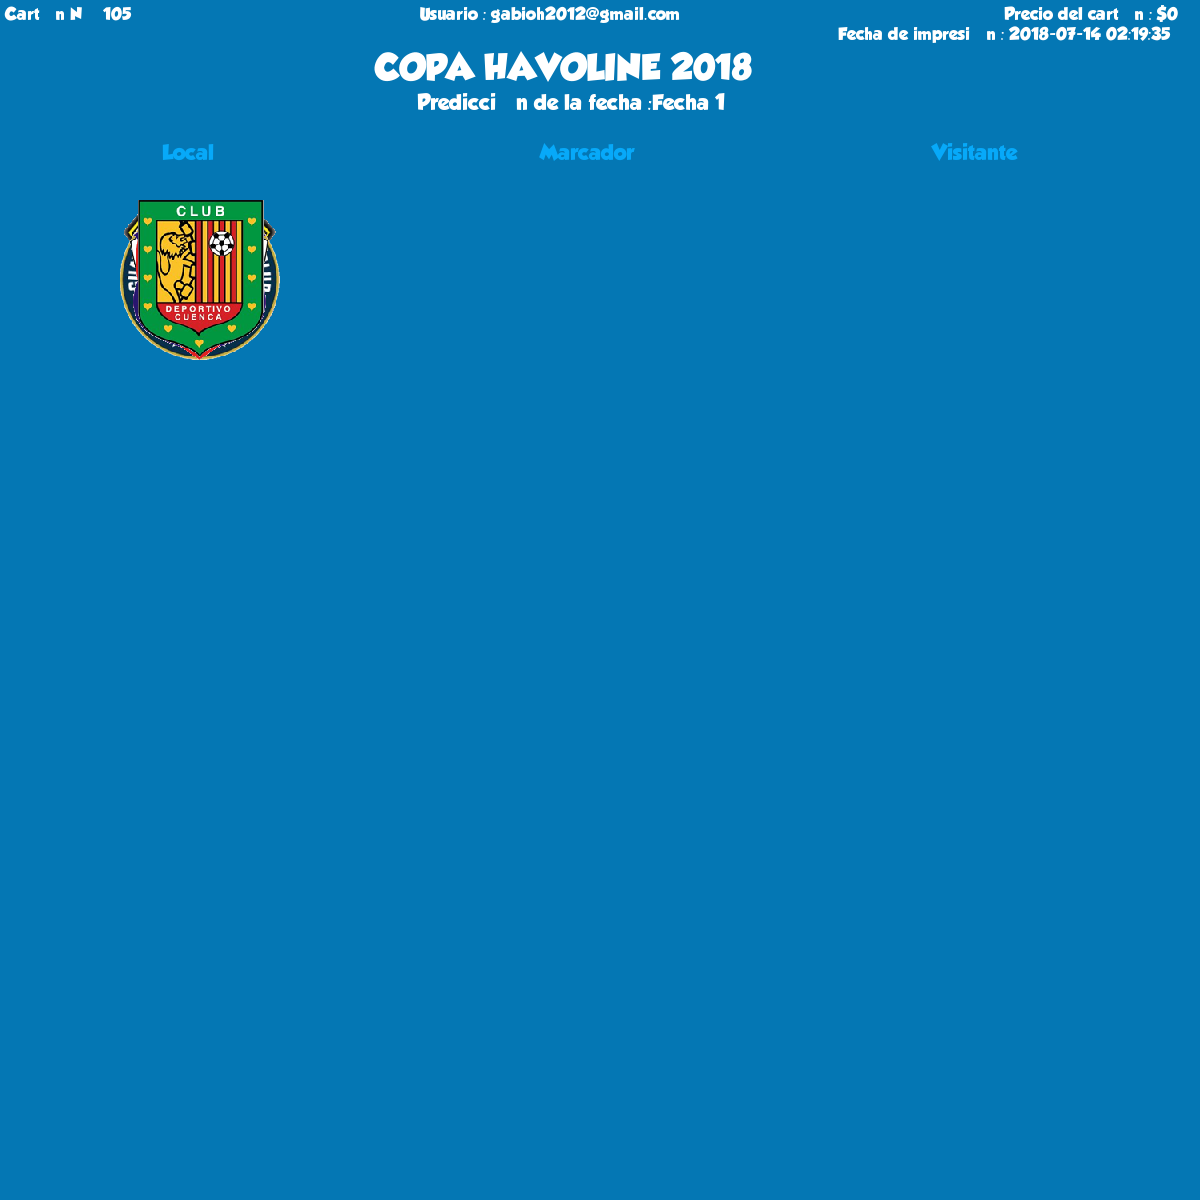 Cart n N 105
Usuario : gabioh2012@gmail.com
Precio del cart n : $0
Fecha de impresi n : 2018-07-14 02:19:35
COPA HAVOLINE 2018
Predicci n de la fecha :Fecha 1
Local
Marcador
Visitante
CLUB
DEPORTIVO
CUENCA